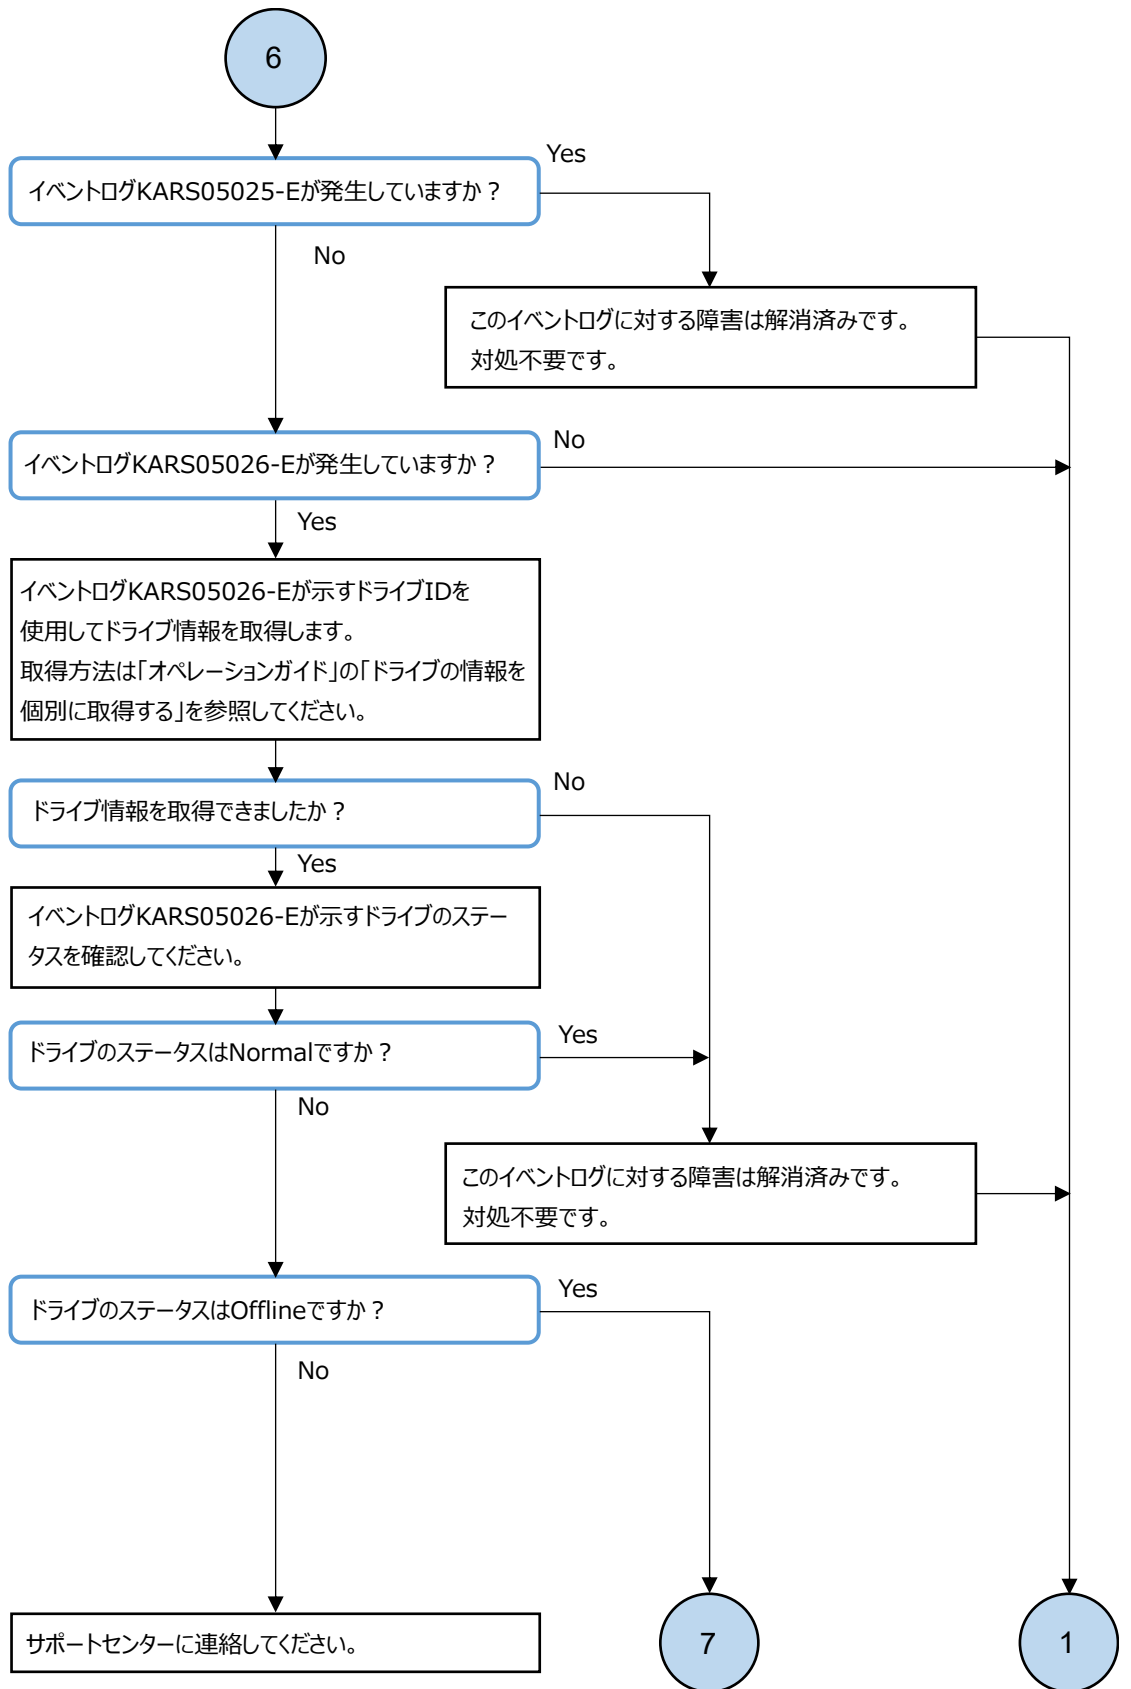 6
イベントログKARS05025-Eが発生していますか？
Yes
No
このイベントログに対する障害は解消済みです。
対処不要です。
イベントログKARS05026-Eが発生していますか？
No
Yes
イベントログKARS05026-Eが示すドライブIDを
使用してドライブ情報を取得します。
取得方法は「オペレーションガイド」の「ドライブの情報を
個別に取得する」を参照してください。
ドライブ情報を取得できましたか？
No
Yes
イベントログKARS05026-Eが示すドライブのステー
タスを確認してください。
ドライブのステータスはNormalですか？
Yes
No
このイベントログに対する障害は解消済みです。
対処不要です。
ドライブのステータスはOfflineですか？
Yes
No
サポートセンターに連絡してください。
7
1